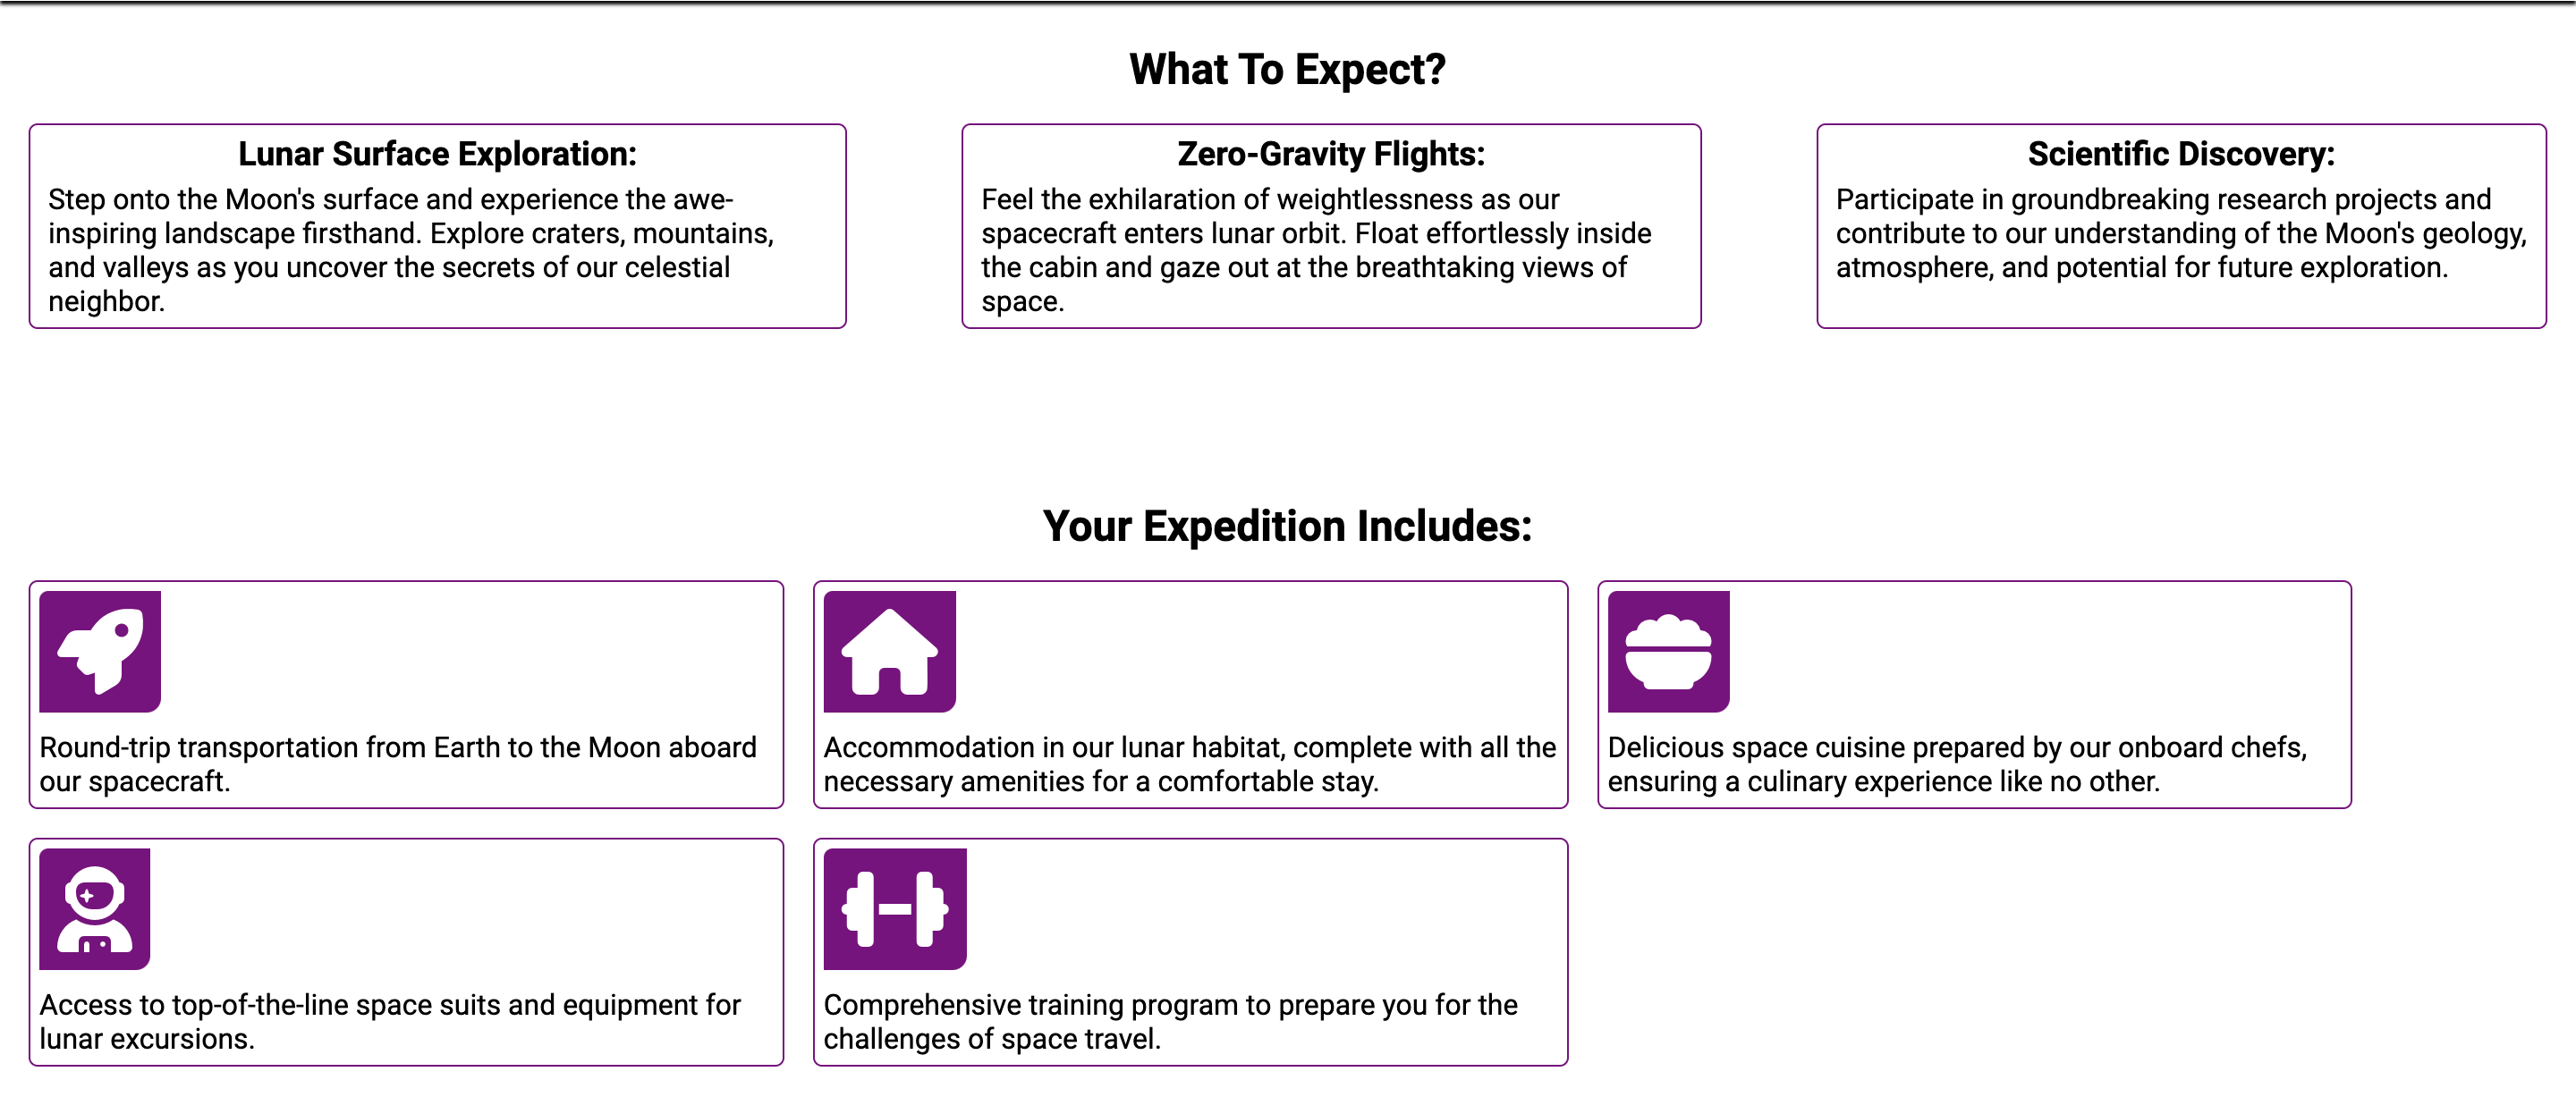 What To Expect?
Lunar Surface Exploration:
Step onto the Moon's surface and experience the awe-
inspiring landscape firsthand. Explore craters, mountains,
and valleys as you uncover the secrets of our celestial
neighbor.
Zero-Gravity Flights:
Feel the exhilaration of weightlessness as our
spacecraft enters lunar orbit. Float effortlessly inside
the cabin and gaze out at the breathtaking views of
space.
Scientific Discovery:
Participate in groundbreaking research projects and
contribute to our understanding of the Moon's geology,
atmosphere, and potential for future exploration.
Your Expedition Includes:
Round-trip transportation from Earth to the Moon aboard
our spacecraft.
Accommodation in our lunar habitat, complete with all the
necessary amenities for a comfortable stay.
Delicious space cuisine prepared by our onboard chefs,
ensuring a culinary experience like no other.
Access to top-of-the-line space suits and equipment for
lunar excursions.
Comprehensive training program to prepare you for the
challenges of space travel.